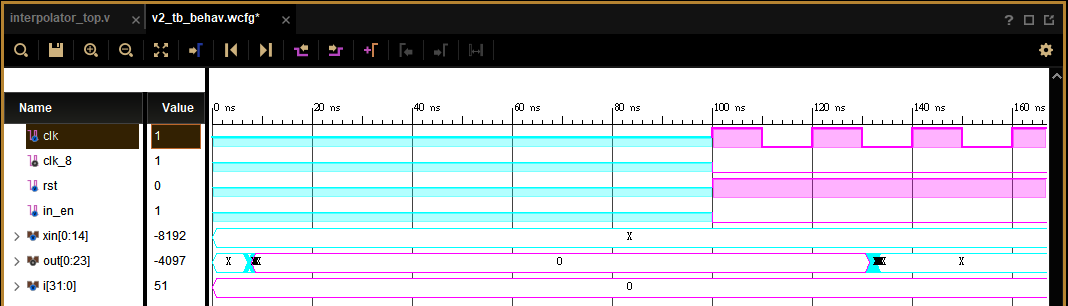 interpolator_top.v × v2_tb_behav.wcfg* ×
Name Value
0 ns 20 ns 40 ns 60 ns 80 ns 100 ns 120 ns 140 ns 160 ns
clk 1
clk_8 1
rst 0
in_en 1
xin[0:14] -8192 X
out[0:23] -4097 X 0 X
i[31:0] 51 0